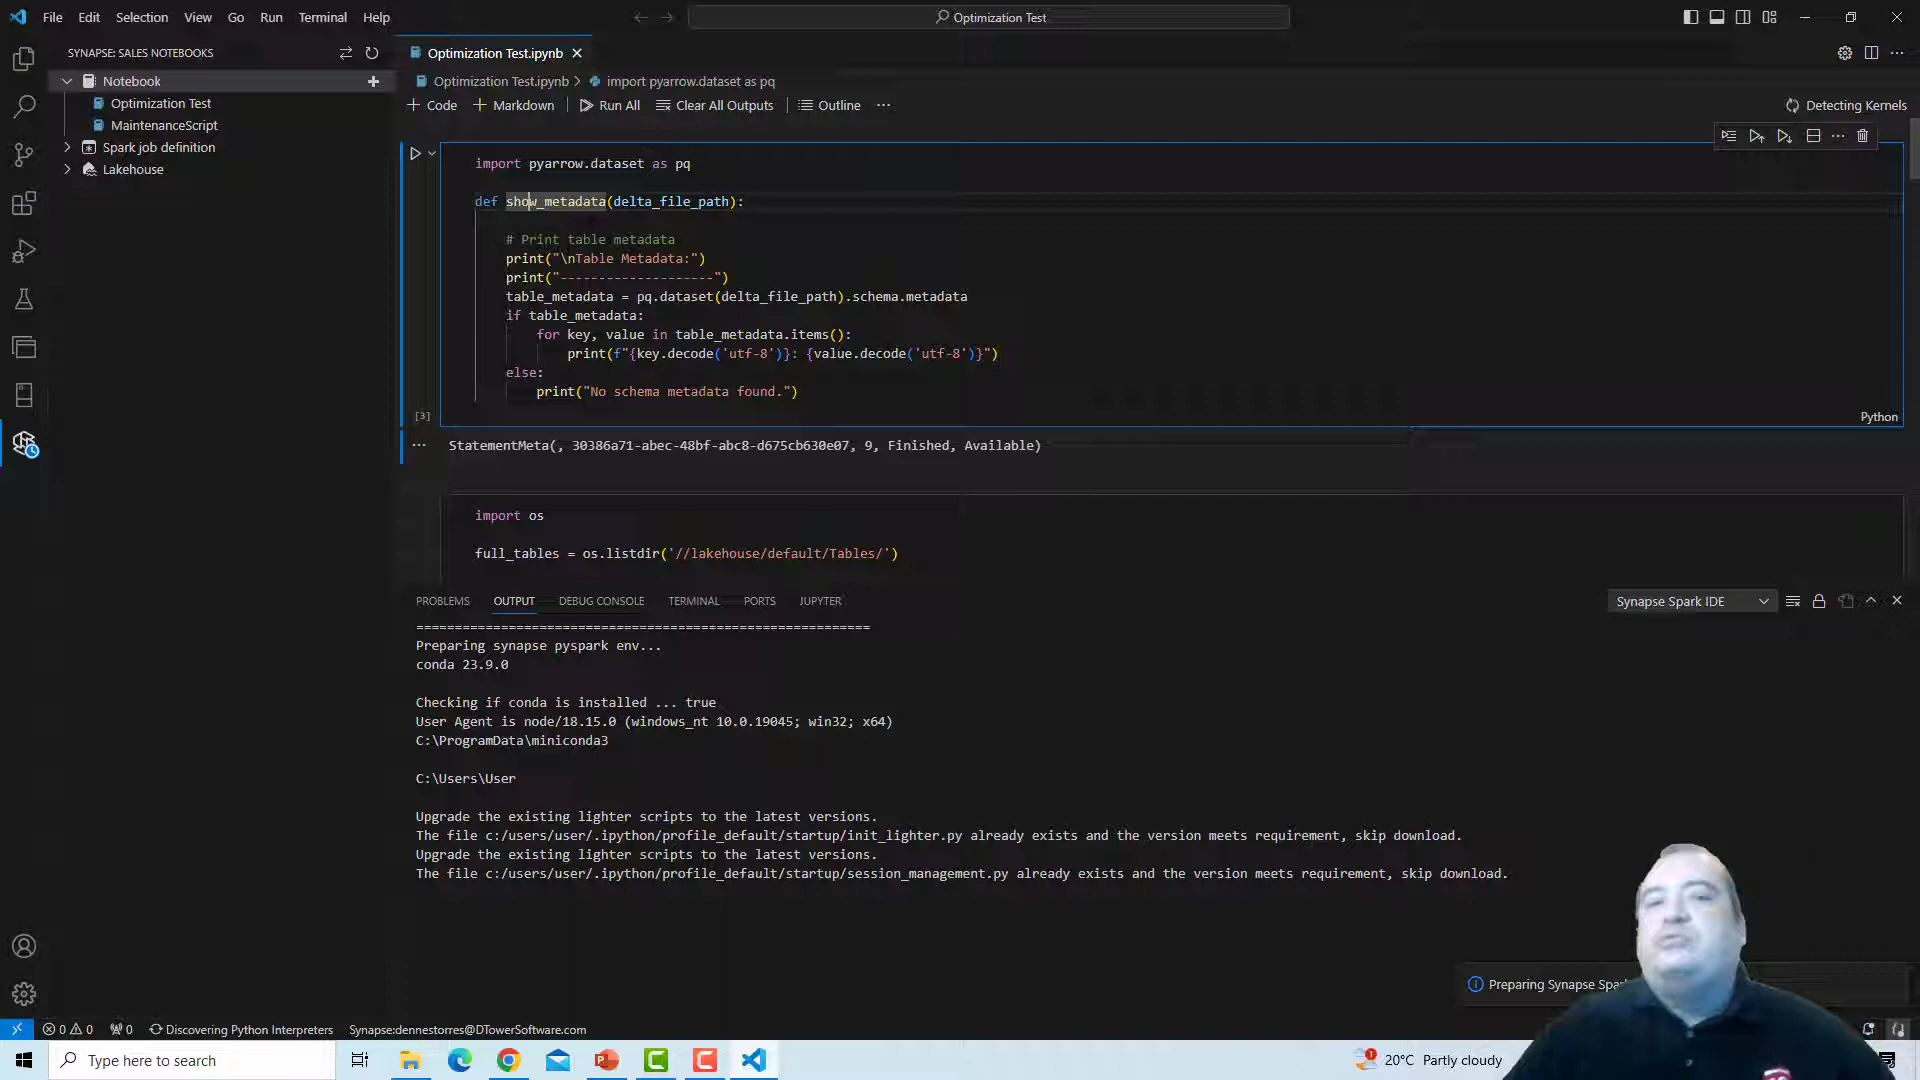 File Edit Selection View Go Run Terminal Help
Optimization Test
SYNAPSE: SALES NOTEBOOKS
Notebook
Optimization Test
MaintenanceScript
Spark job definition
Lakehouse
Optimization Test.ipynb
Optimization Test.ipynb > import pyarrow.dataset as pq
Code Markdown Run All Clear All Outputs Outline ...
Detecting Kernels
import pyarrow.dataset as pq
def show_metadata(delta_file_path):
# Print table metadata
print("\nTable Metadata:")
print("--------------------")
table_metadata = pq.dataset(delta_file_path).schema.metadata
if table_metadata:
for key, value in table_metadata.items():
print(f"{key.decode('utf-8')}: {value.decode('utf-8')}")
else:
print("No schema metadata found.")
[3]
Python
StatementMeta(, 30386a71-abec-48bf-abc8-d675cb630e07, 9, Finished, Available)
import os
full_tables = os.listdir('//lakehouse/default/Tables/')
PROBLEMS OUTPUT DEBUG CONSOLE TERMINAL PORTS JUPYTER
Synapse Spark IDE
===========================================================
Preparing synapse pyspark env...
conda 23.9.0
Checking if conda is installed ... true
User Agent is node/18.15.0 (windows_nt 10.0.19045; win32; x64)
C:\ProgramData\miniconda3
C:\Users\User
Upgrade the existing lighter scripts to the latest versions.
The file c:/users/user/.ipython/profile_default/startup/init_lighter.py already exists and the version meets requirement, skip download.
Upgrade the existing lighter scripts to the latest versions.
The file c:/users/user/.ipython/profile_default/startup/session_management.py already exists and the version meets requirement, skip download.
Preparing Synapse
0 0 0 Discovering Python Interpreters Synapse:dennestorres@DTowerSoftware.com
Type here to search
20°C Partly cloudy